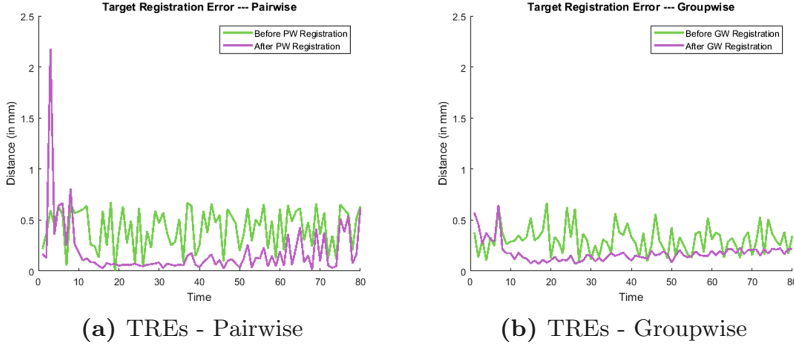 Target Registration Error --- Pairwise
2.5
2
1.5
1
0.5
0
Distance (in mm)
Before PW Registration
After PW Registration
0 10 20 30 40 50 60 70 80
Time
(a) TREs - Pairwise
Target Registration Error --- Groupwise
2.5
2
1.5
1
0.5
0
Distance (in mm)
Before GW Registration
After GW Registration
0 10 20 30 40 50 60 70 80
Time
(b) TREs - Groupwise